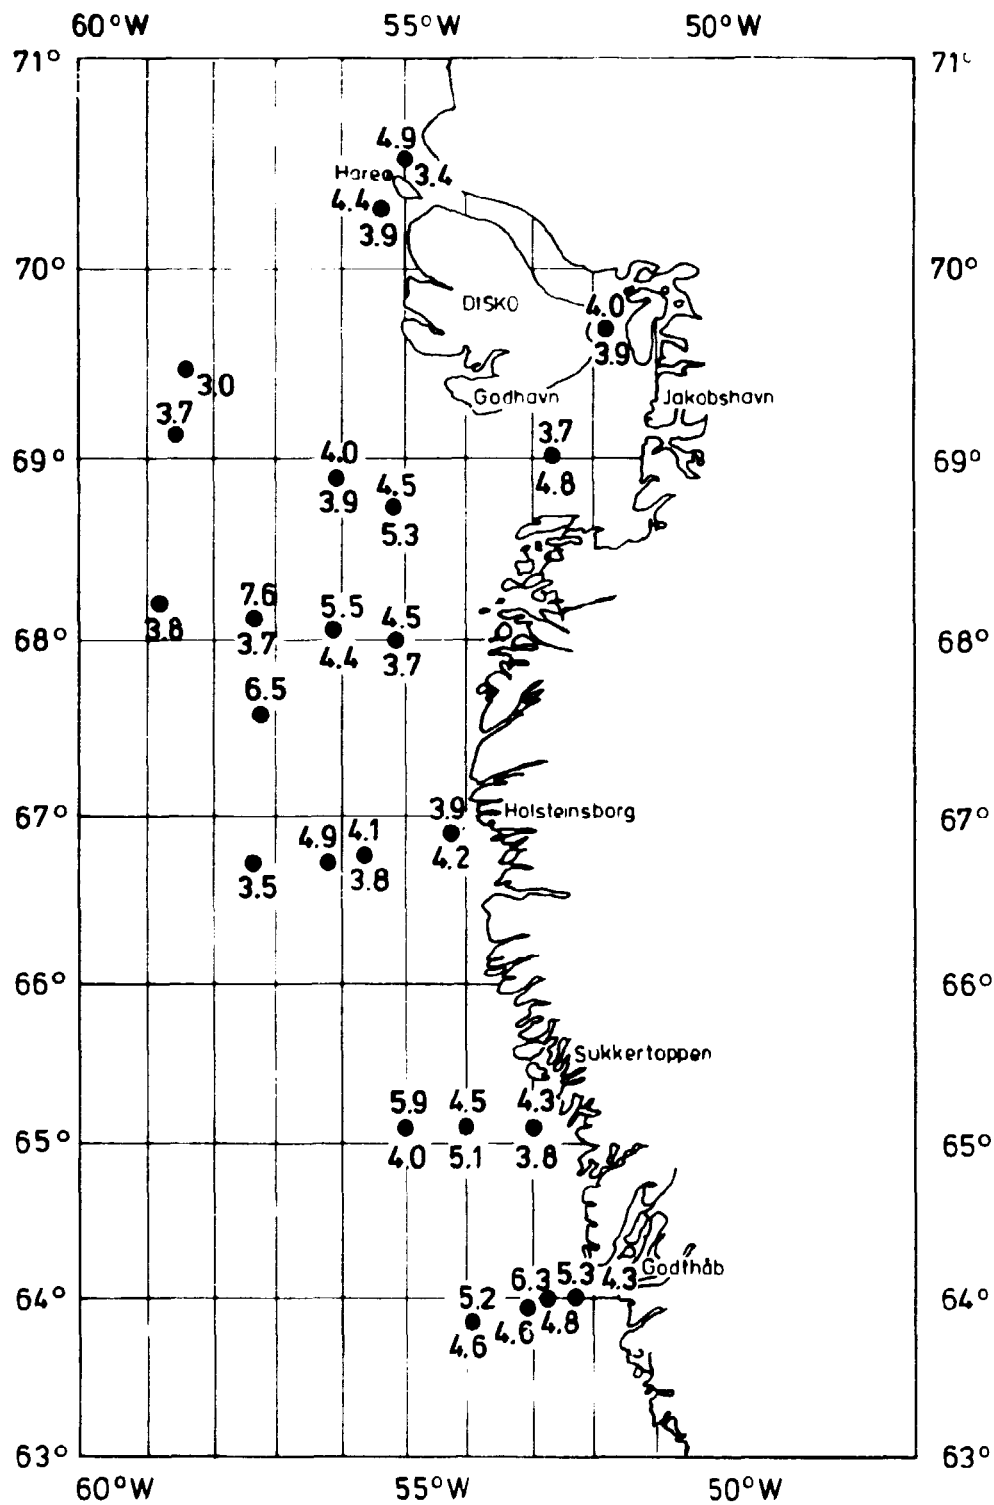 60°W 55°W 50°W
71° 71°
4.9
Hareø 3.4
4.4
3.9
70° 70°
DISKO 4.0
3.9
3.0
Godhavn Jakobshavn
3.7
3.7
4.0
69° 69°
4.5 4.8
3.9
5.3
7.6 5.5 4.5
3.8 3.7 4.4 3.7
68° 68°
6.5
3.9 Holsteinsborg
67° 67°
4.9 4.1
4.2
3.5 3.8
66° 66°
Sukkertoppen
5.9 4.5 4.3
65° 65°
4.0 5.1 3.8
Godthåb
6.3 5.3 4.3
5.2
64° 64°
4.6 4.6 4.8
63° 63°
60°W 55°W 50°W